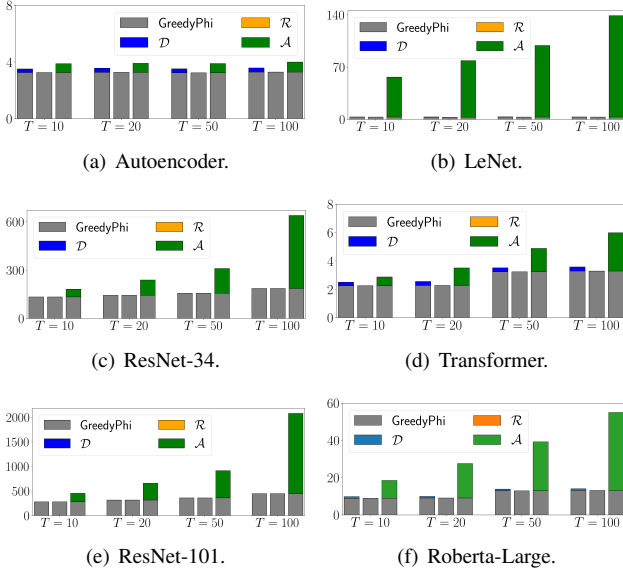 8
4
0
GreedyPhi
𝒟
ℛ
𝒜
T = 10
T = 20
T = 50
T = 100
(a) Autoencoder.
140
70
0
GreedyPhi
𝒟
ℛ
𝒜
T = 10
T = 20
T = 50
T = 100
(b) LeNet.
600
300
0
GreedyPhi
𝒟
ℛ
𝒜
T = 10
T = 20
T = 50
T = 100
(c) ResNet-34.
8
6
4
2
0
GreedyPhi
𝒟
ℛ
𝒜
T = 10
T = 20
T = 50
T = 100
(d) Transformer.
2000
1500
1000
500
0
GreedyPhi
𝒟
ℛ
𝒜
T = 10
T = 20
T = 50
T = 100
(e) ResNet-101.
60
40
20
0
GreedyPhi
𝒟
ℛ
𝒜
T = 10
T = 20
T = 50
T = 100
(f) Roberta-Large.